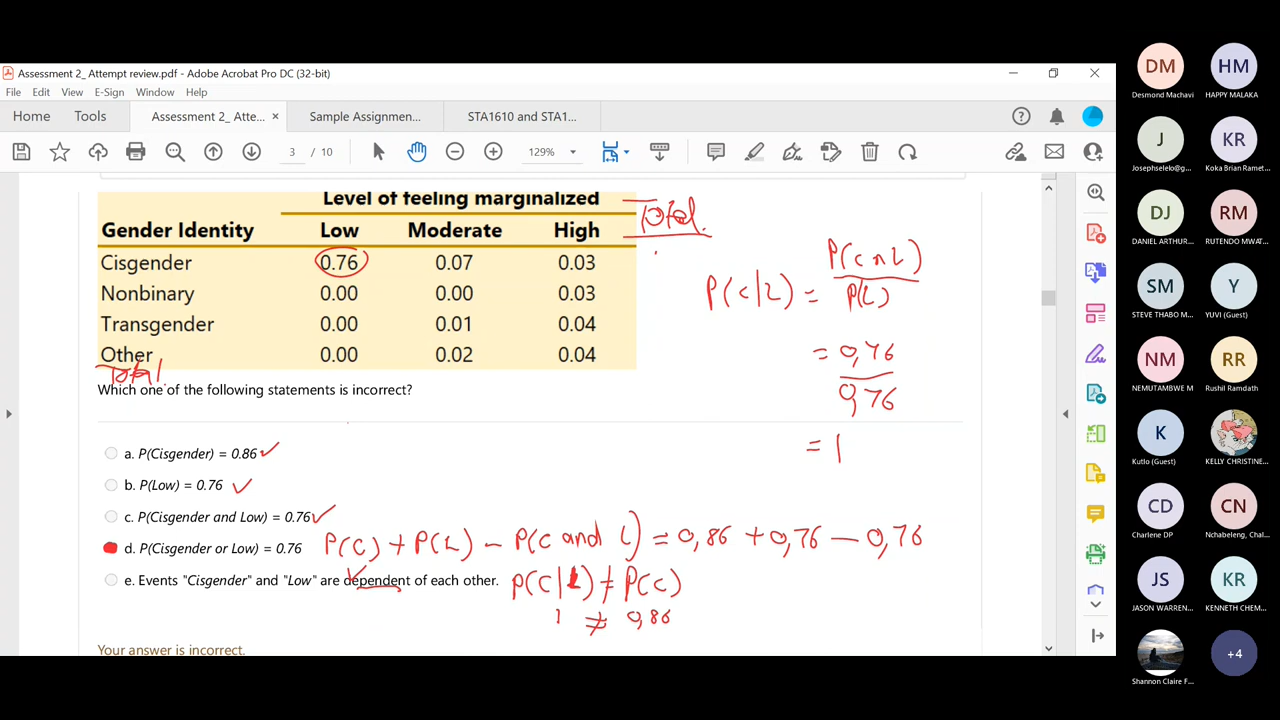 Assessment 2_ Attempt review.pdf - Adobe Acrobat Pro DC (32-bit)
File Edit View E-Sign Window Help
Home Tools Assessment 2_ Atte... × Sample Assignmen... STA1610 and STA1...
3 / 10 129%
Level of feeling marginalized
Total
Gender Identity Low Moderate High
Cisgender 0.76 0.07 0.03
Nonbinary 0.00 0.00 0.03
Transgender 0.00 0.01 0.04
Other 0.00 0.02 0.04
Total
P(C|L) = P(C n L)
P(L)
= 0,76
0,76
= 1
Which one of the following statements is incorrect?
a. P(Cisgender) = 0.86 ✓
b. P(Low) = 0.76 ✓
c. P(Cisgender and Low) = 0.76 ✓
d. P(Cisgender or Low) = 0.76 P(C) + P(L) - P(C and L) = 0,86 + 0,76 - 0,76
e. Events "Cisgender" and "Low" are dependent of each other. P(C|L) ≠ P(C)
1 ≠ 0,86
Your answer is incorrect.
DM HM
Desmond Machavi HAPPY MALAKA
J KR
Josephselelo@g... Koka Brian Ramet...
DJ RM
DANIEL ARTHUR... RUTENDO MWAT...
SM Y
STEVE THABO M... YUVI (Guest)
NM RR
NEMUTAMBWE M Rushil Ramdath
K
Kutlo (Guest) KELLY CHRISTINE...
CD CN
Charlene DP Nchabeleng, Chal...
JS KR
JASON WARREN... KENNETH CHEM...
+4
Shannon Claire F...